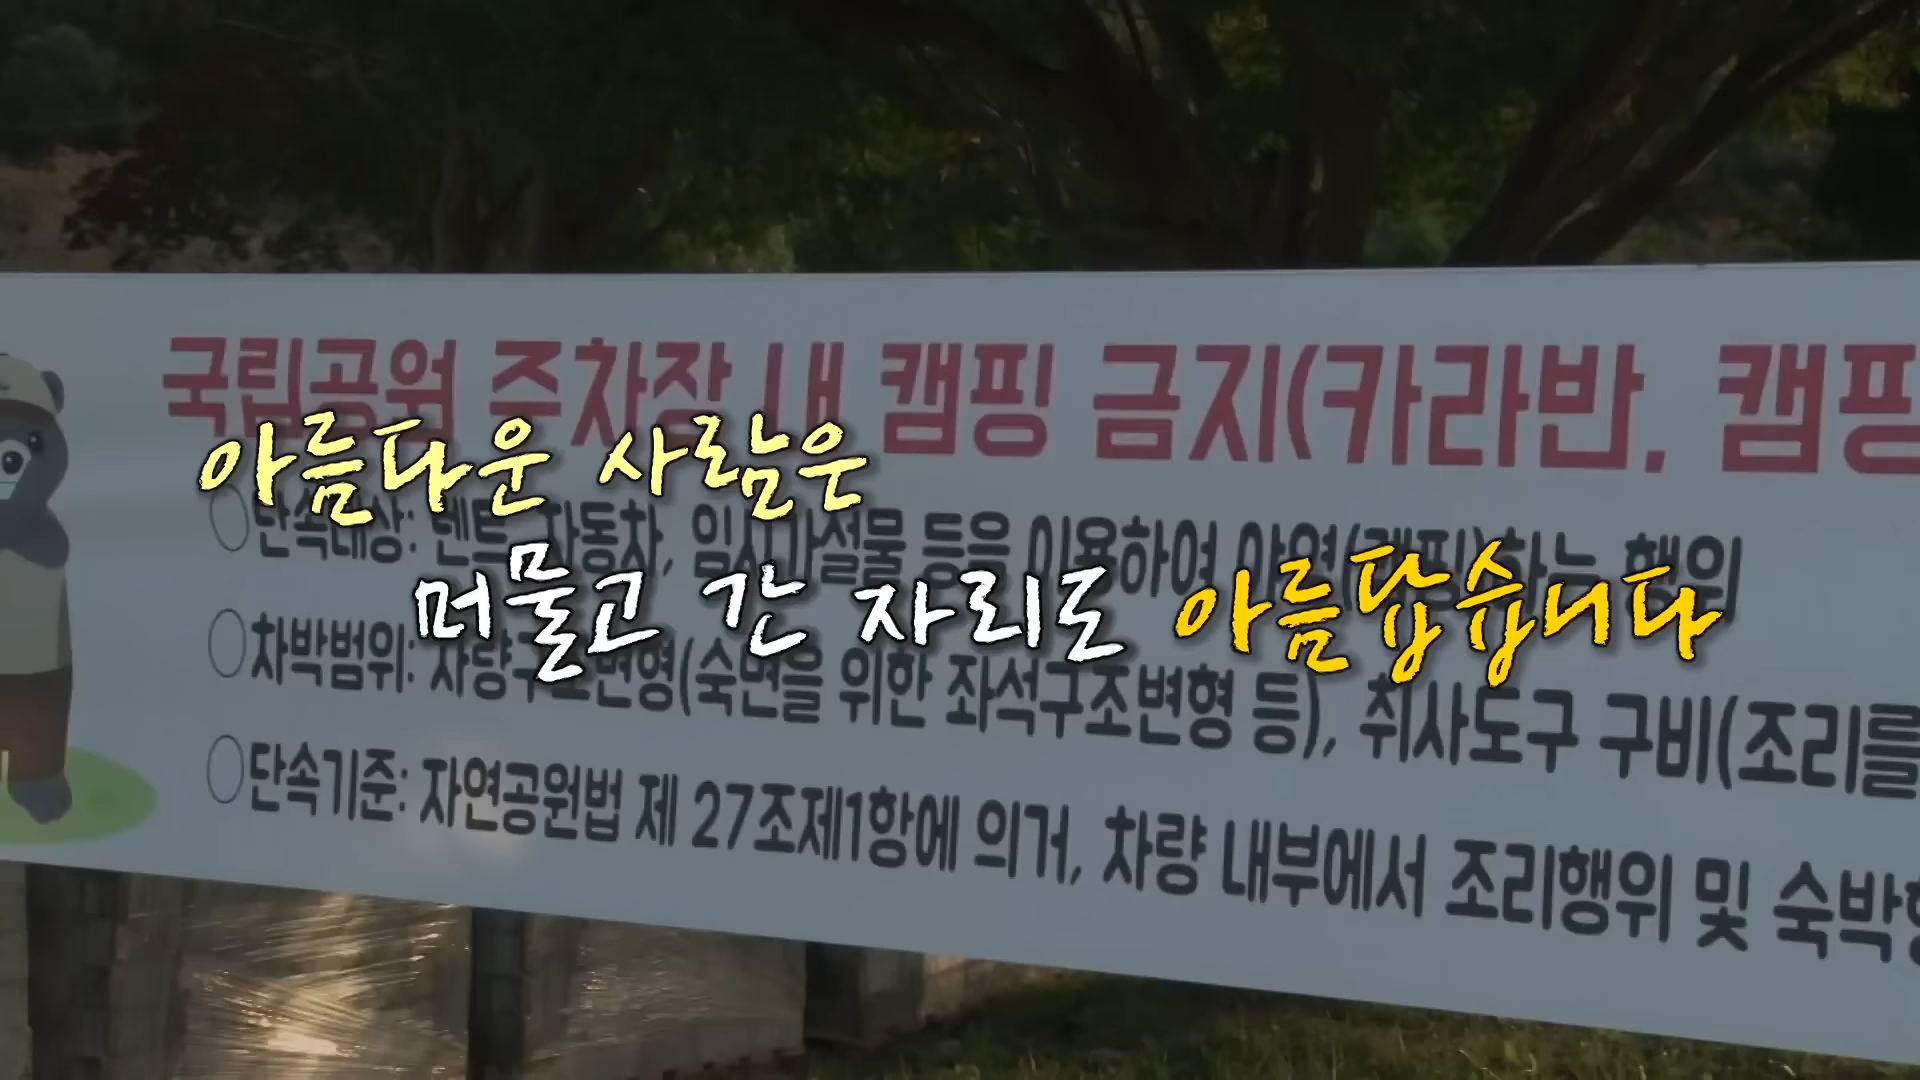 국립공원 주차장 내 캠핑 금지(카라반, 캠핑
아름다운 사람은
○단속대상: 텐트, 자동차, 임시가설물 등을 이용하여 야영(캠핑)하는 행위
머물고 간 자리도 아름답습니다
○차박범위: 차량구조변형(숙면을 위한 좌석구조변형 등), 취사도구 구비(조리를
○단속기준: 자연공원법 제 27조제1항에 의거, 차량 내부에서 조리행위 및 숙박